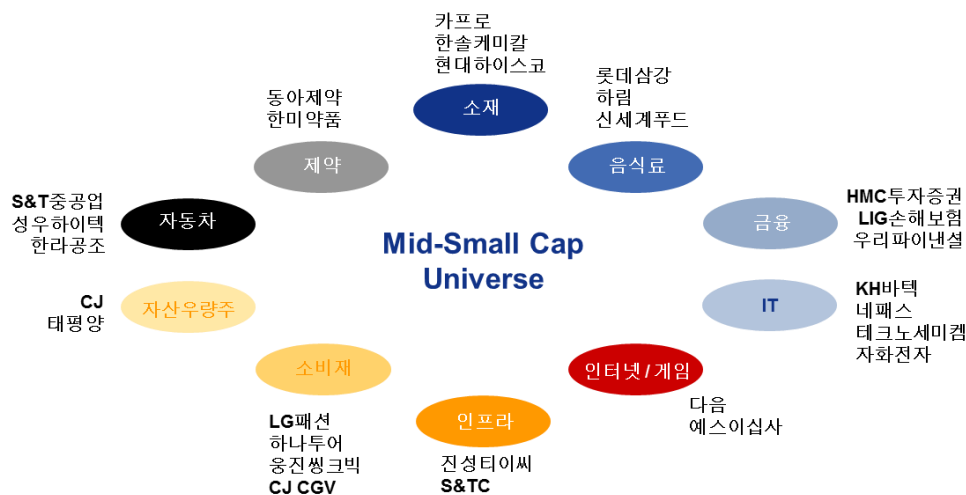 카프로
한솔케미칼
현대하이스코
소재
동아제약
한미약품
제약
롯데삼강
하림
신세계푸드
음식료
S&T중공업
성우하이텍
한라공조
자동차
HMC투자증권
LIG손해보험
우리파이낸셜
금융
Mid-Small Cap
Universe
CJ
태평양
자산우량주
KH바텍
네패스
테크노세미켐
자화전자
IT
소비재
LG패션
하나투어
웅진씽크빅
CJ CGV
인프라
진성티이씨
S&TC
인터넷 / 게임
다음
예스이십사